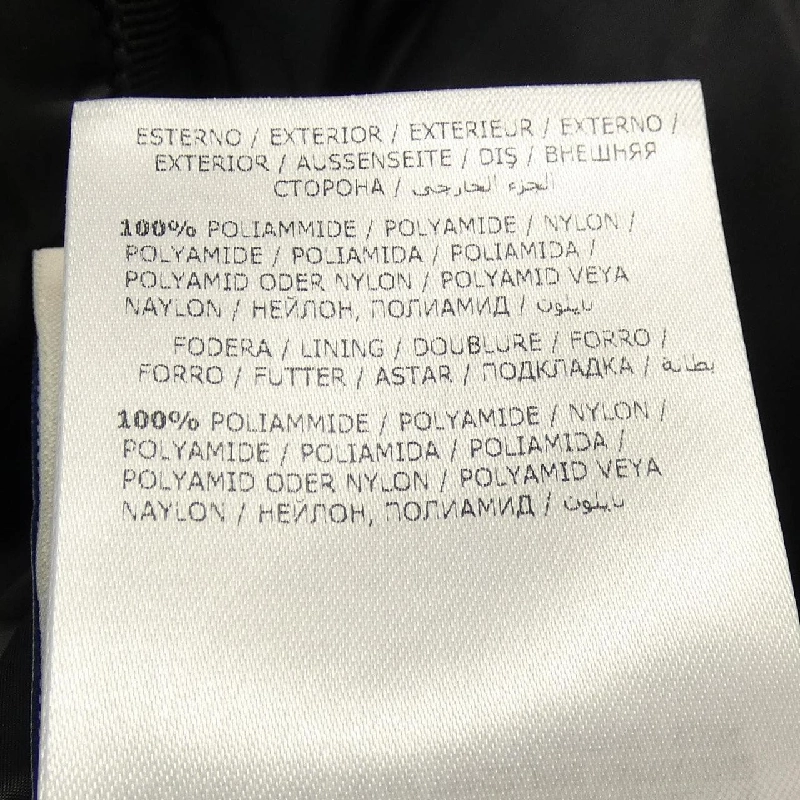 ESTERNO / EXTERIOR / EXTERIEUR / EXTERNO /
EXTERIOR / AUSSENSEITE / DIŞ / ВНЕШНЯЯ
СТОРОНА / الجزء الخارجي
100% POLIAMMIDE / POLYAMIDE / NYLON /
POLYAMIDE / POLIAMIDA / POLIAMIDA /
POLYAMID ODER NYLON / POLYAMID VEYA
NAYLON / НЕЙЛОН, ПОЛИАМИД / نايلون
FODERA / LINING / DOUBLURE / FORRO /
FORRO / FUTTER / ASTAR / ПОДКЛАДКА / بطانة
100% POLIAMMIDE / POLYAMIDE / NYLON /
POLYAMIDE / POLIAMIDA / POLIAMIDA /
POLYAMID ODER NYLON / POLYAMID VEYA
NAYLON / НЕЙЛОН, ПОЛИАМИД / نايلون